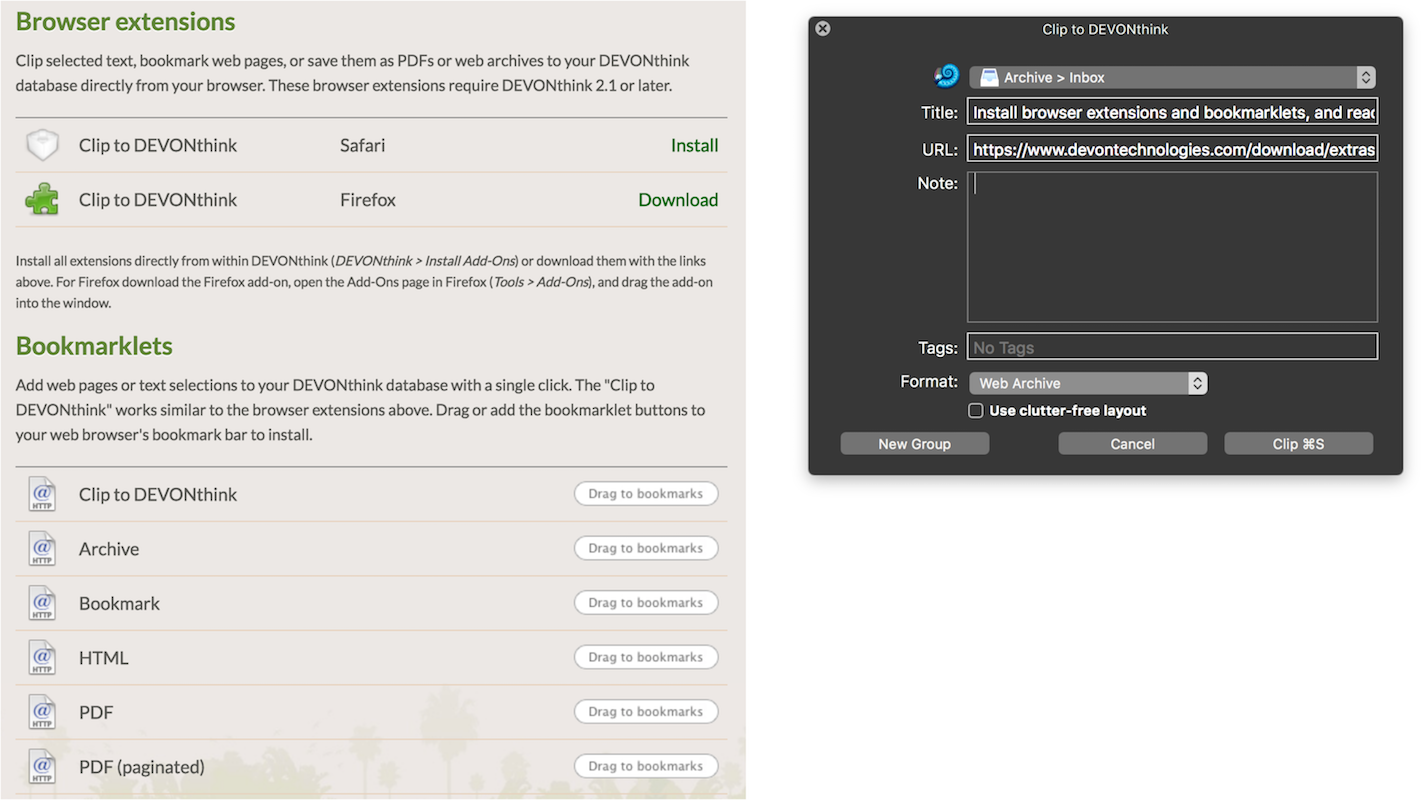 Browser extensions
Clip selected text, bookmark web pages, or save them as PDFs or web archives to your DEVONthink
database directly from your browser. These browser extensions require DEVONthink 2.1 or later.
Clip to DEVONthink Safari Install
Clip to DEVONthink Firefox Download
Install all extensions directly from within DEVONthink (DEVONthink > Install Add-Ons) or download them with the links
above. For Firefox download the Firefox add-on, open the Add-Ons page in Firefox (Tools > Add-Ons), and drag the add-on
into the window.
Bookmarklets
Add web pages or text selections to your DEVONthink database with a single click. The "Clip to
DEVONthink" works similar to the browser extensions above. Drag or add the bookmarklet buttons to
your web browser's bookmark bar to install.
@ HTTP Clip to DEVONthink Drag to bookmarks
@ HTTP Archive Drag to bookmarks
@ HTTP Bookmark Drag to bookmarks
@ HTTP HTML Drag to bookmarks
@ HTTP PDF Drag to bookmarks
@ HTTP PDF (paginated) Drag to bookmarks
Clip to DEVONthink
Archive > Inbox
Title: Install browser extensions and bookmarklets, and read
URL: https://www.devontechnologies.com/download/extras
Note:
Tags: No Tags
Format: Web Archive
Use clutter-free layout
New Group Cancel Clip ⌘S